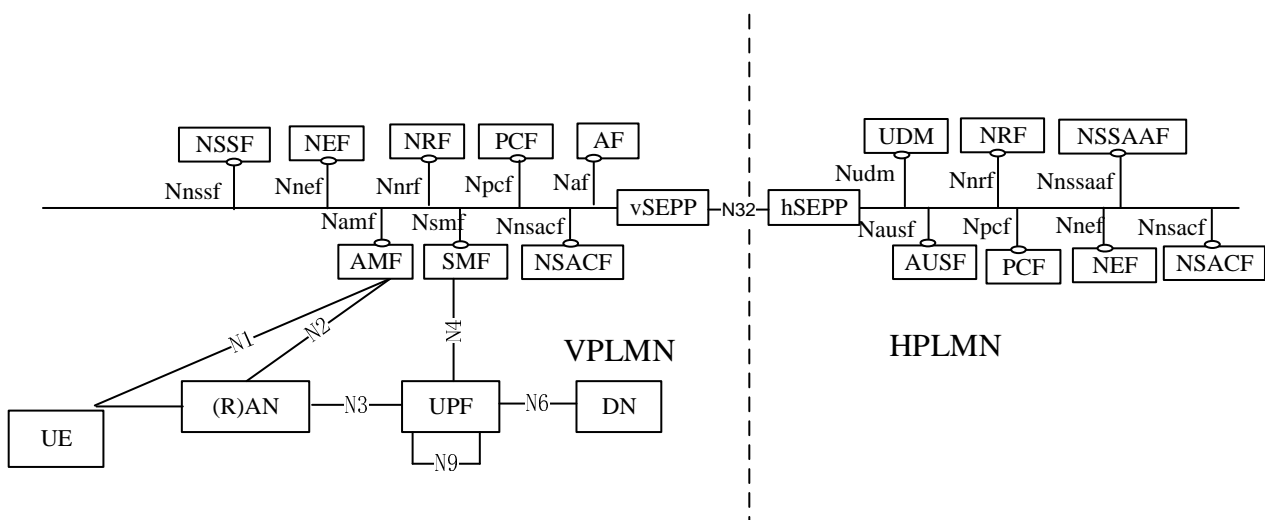 NSSF NEF NRF PCF AF UDM NRF NSSAAF
Nnssf Nnef Nnrf Npcf Naf Nudm Nnrf Nnssaaf
vSEPP N32 hSEPP
Namf Nsmf Nnsacf Nausf Npcf Nnef Nnsacf
AMF SMF NSACF AUSF PCF NEF NSACF
N1 N2 N4 VPLMN HPLMN
UE (R)AN N3 UPF N6 DN
N9